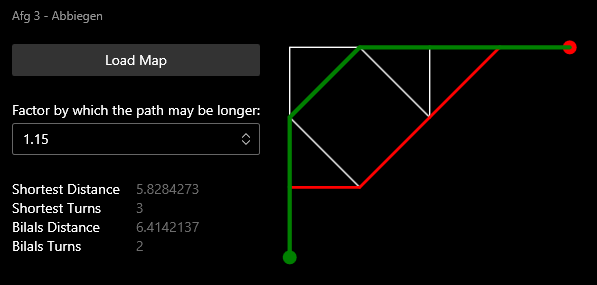 Afg 3 - Abbiegen
Load Map
Factor by which the path may be longer:
1.15
Shortest Distance 5.8284273
Shortest Turns 3
Bilals Distance 6.4142137
Bilals Turns 2